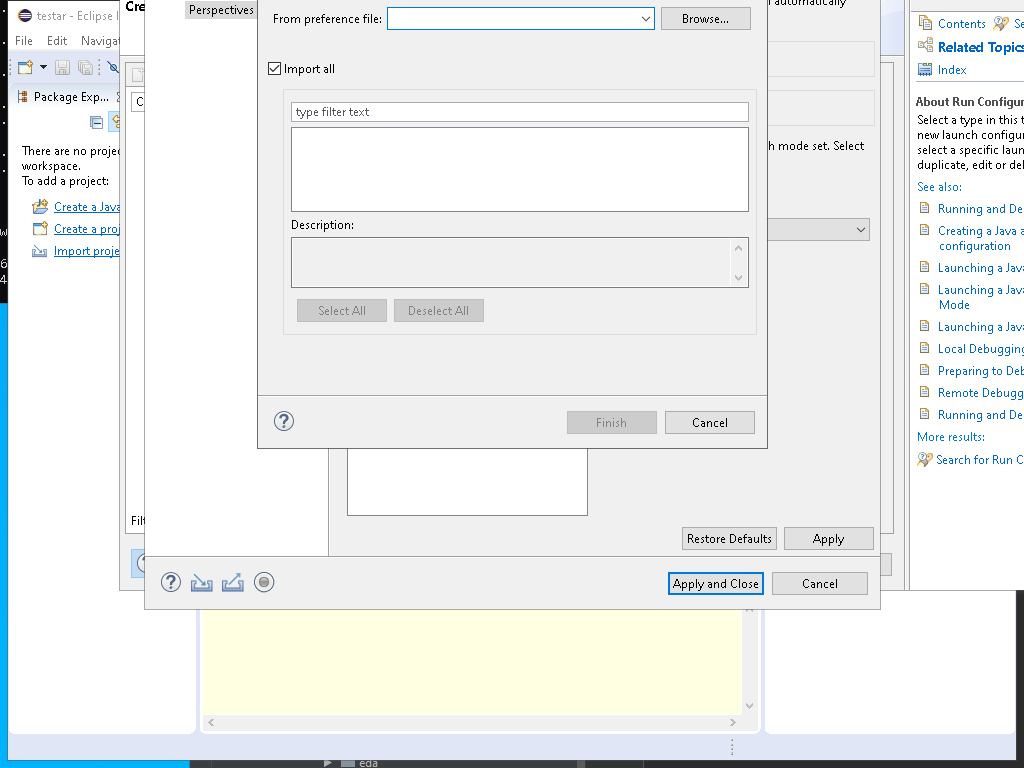 testar - Eclipse I
File Edit Navigat
Package Exp...
There are no proje
workspace.
To add a project:
Create a Java
Create a proj
Import proje
Cre
C
Filt
Perspectives
From preference file:
Browse...
Import all
type filter text
Description:
Select All
Deselect All
Finish
Cancel
automatically
h mode set. Select
Restore Defaults
Apply
Apply and Close
Cancel
Contents
Se
Related Topics
Index
About Run Configur
Select a type in this t
new launch configur
select a specific laun
duplicate, edit or del
See also:
Running and De
Creating a Java a
configuration
Launching a Java
Launching a Java
Mode
Launching a Java
Local Debugging
Preparing to Deb
Remote Debugg
Running and De
More results:
Search for Run C
eda